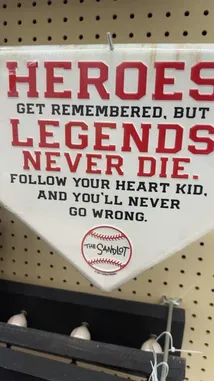 HEROES
GET REMEMBERED, BUT
LEGENDS
NEVER DIE.
FOLLOW YOUR HEART KID,
AND YOU'LL NEVER
GO WRONG.
THE SANDLOT